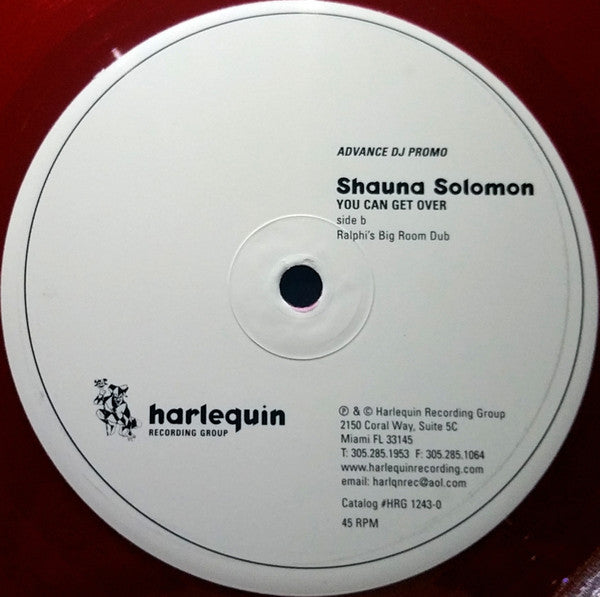 ADVANCE DJ PROMO
Shauna Solomon
YOU CAN GET OVER
side b
Ralphi's Big Room Dub
harlequin
RECORDING GROUP
℗ & © Harlequin Recording Group
2150 Coral Way, Suite 5C
Miami FL 33145
T: 305.285.1953 F: 305.285.1064
www.harlequinrecording.com
email: harlqnrec@aol.com
Catalog #HRG 1243-0
45 RPM